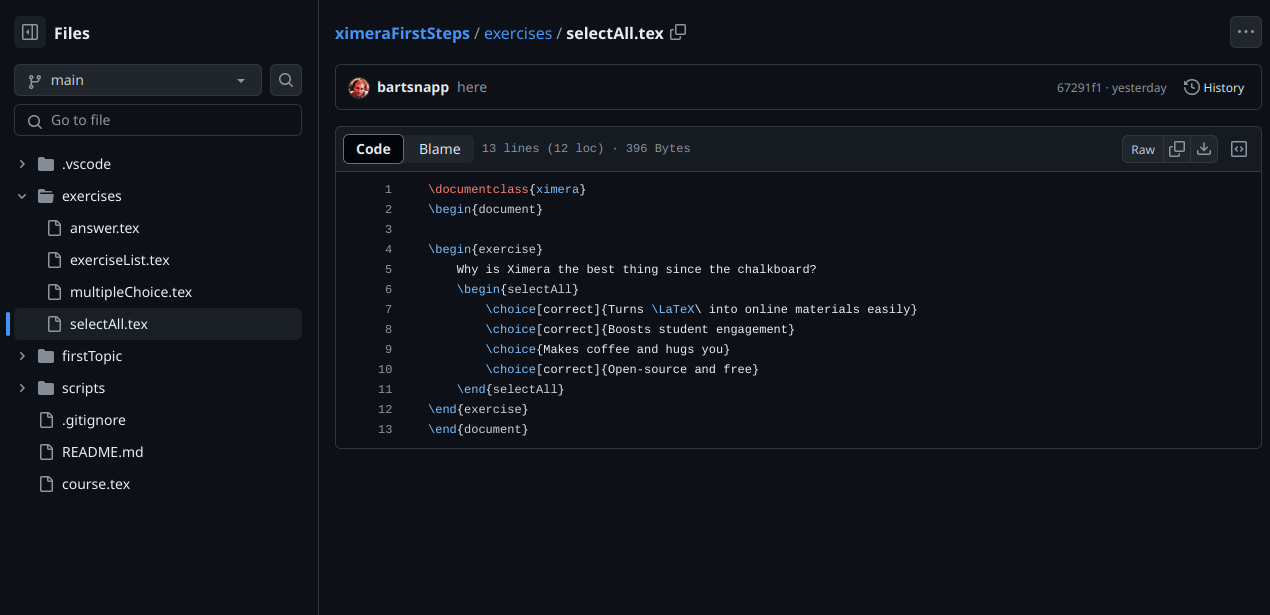 Files
main
Go to file
.vscode
exercises
answer.tex
exerciseList.tex
multipleChoice.tex
selectAll.tex
firstTopic
scripts
.gitignore
README.md
course.tex
ximeraFirstSteps / exercises / selectAll.tex
bartsnapp here 67291f1 · yesterday History
Code Blame 13 lines (12 loc) · 396 Bytes Raw
1 \documentclass{ximera}
2 \begin{document}
3
4 \begin{exercise}
5     Why is Ximera the best thing since the chalkboard?
6     \begin{selectAll}
7         \choice[correct]{Turns \LaTeX\ into online materials easily}
8         \choice[correct]{Boosts student engagement}
9         \choice{Makes coffee and hugs you}
10         \choice[correct]{Open-source and free}
11     \end{selectAll}
12 \end{exercise}
13 \end{document}